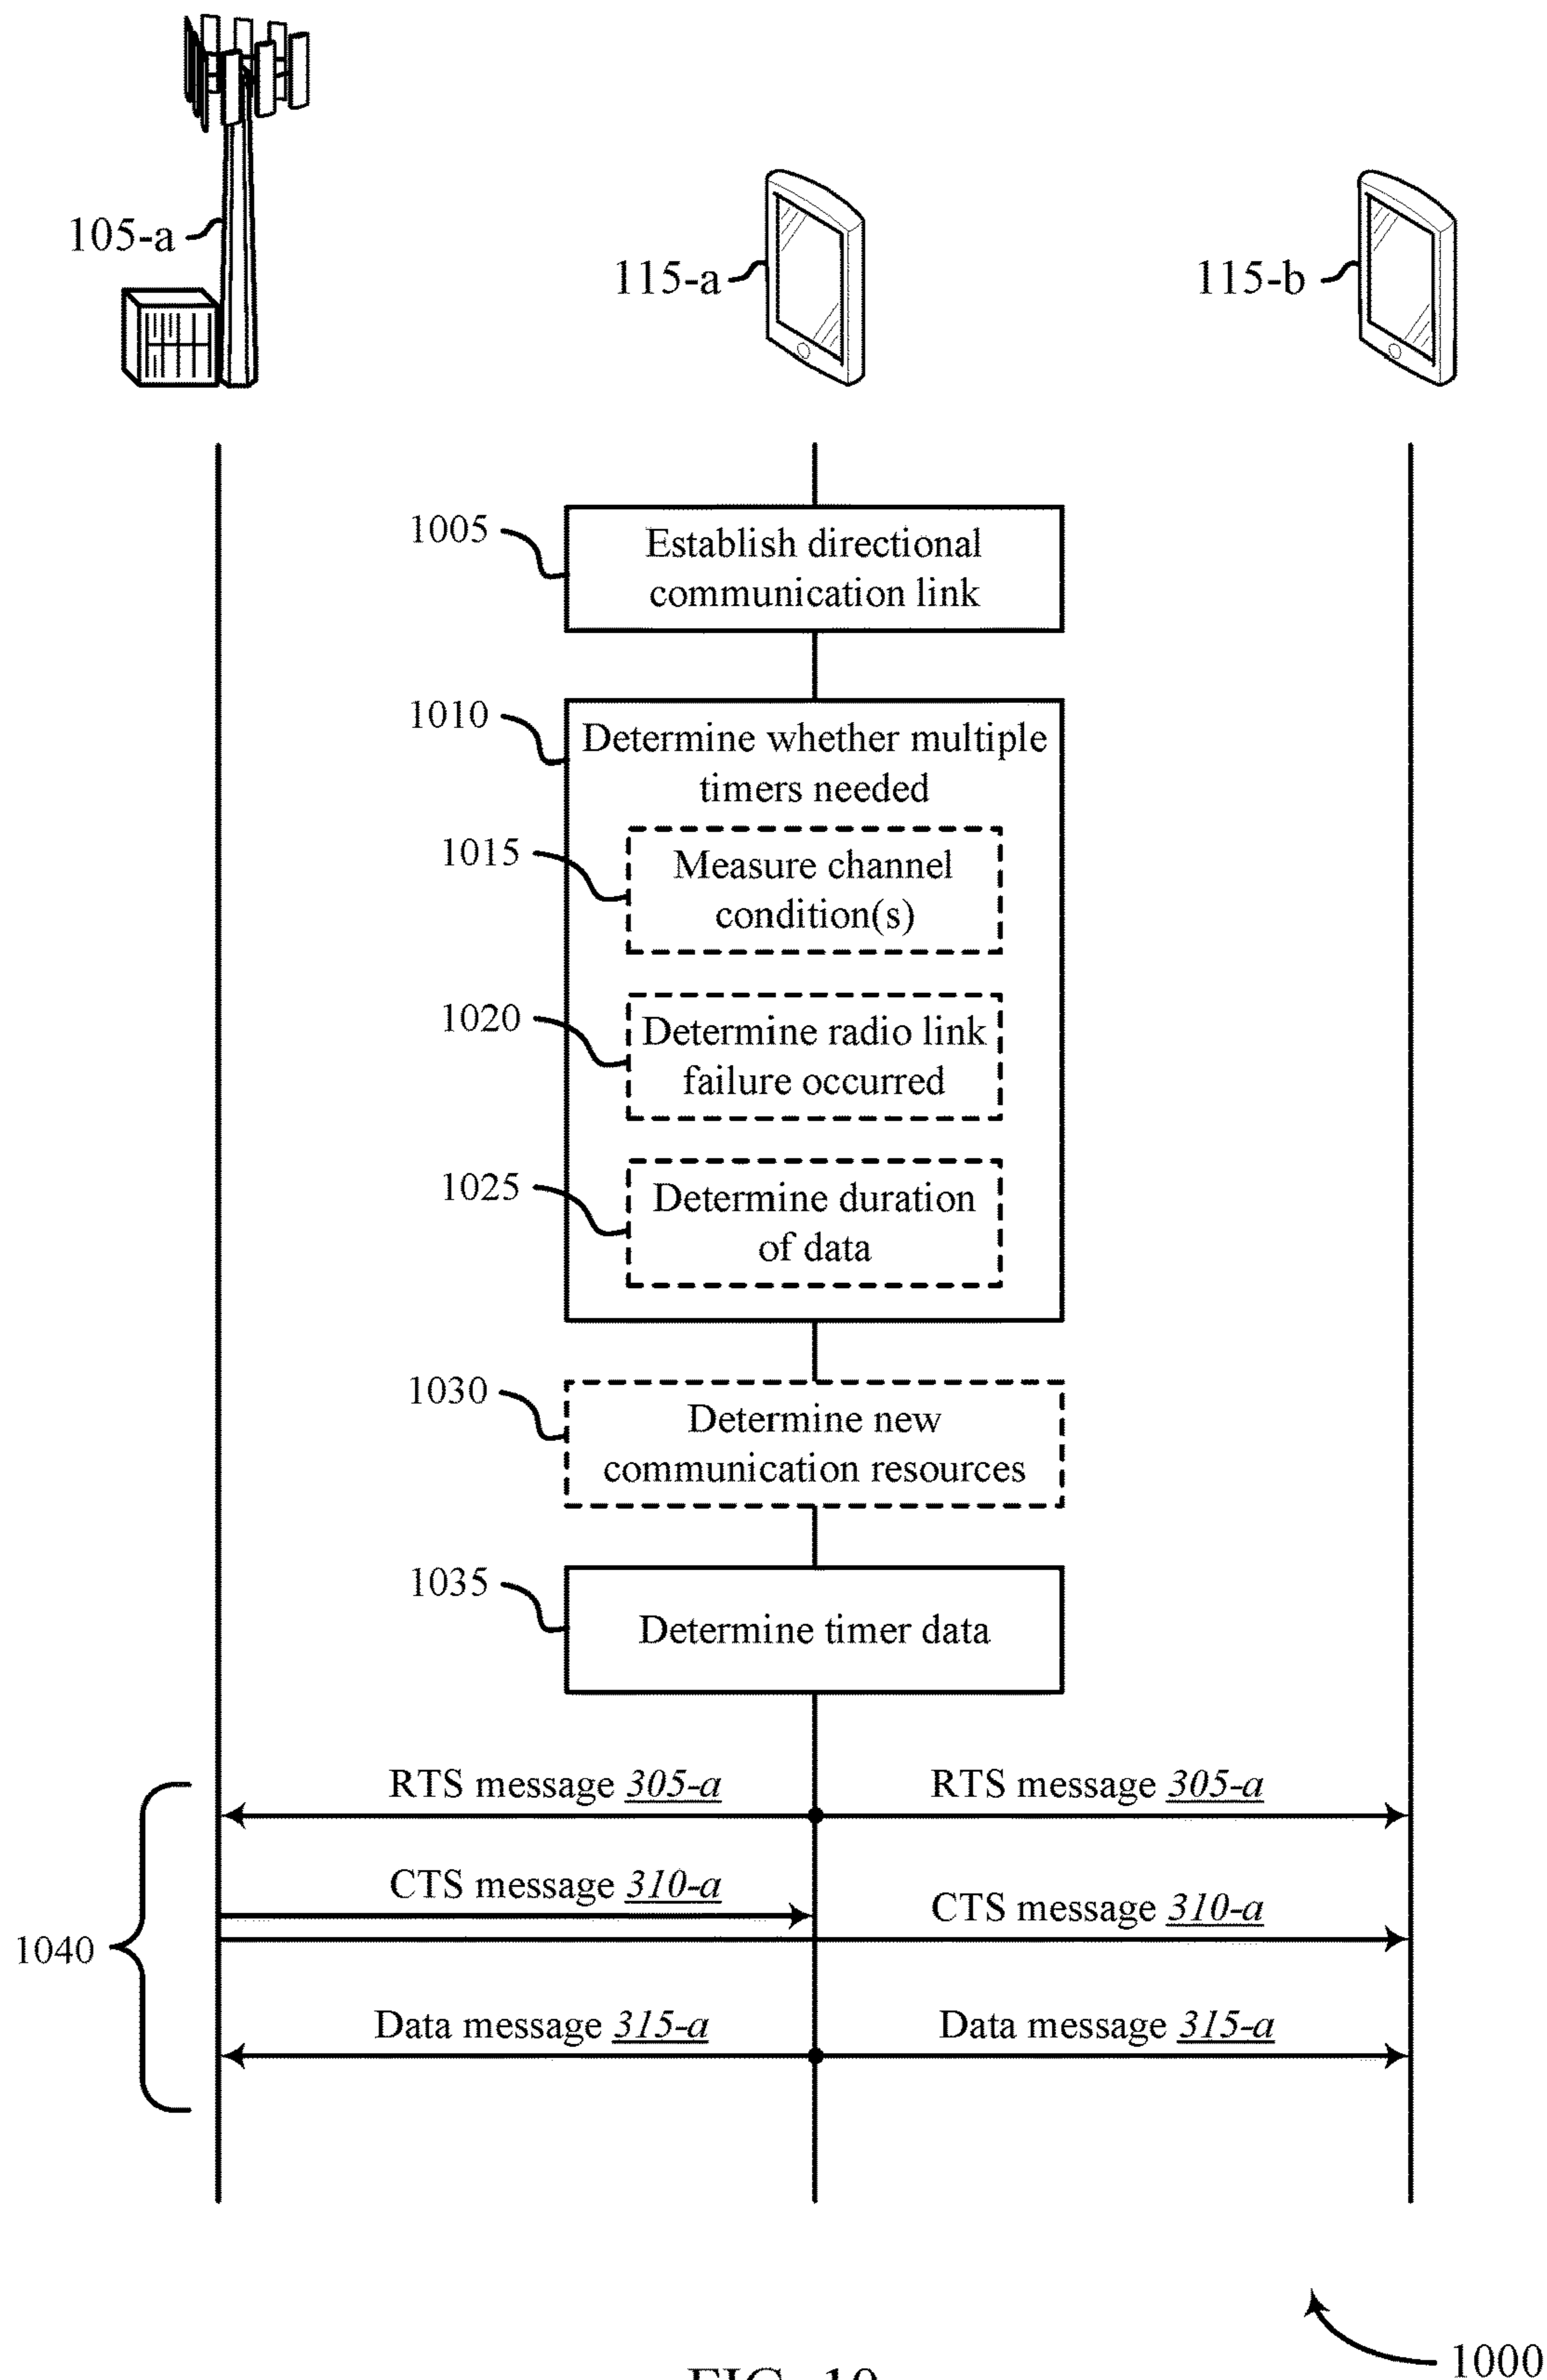 105-a
115-a
115-b
1005
Establish directional
communication link
1010
Determine whether multiple
timers needed
1015
Measure channel
condition(s)
1020
Determine radio link
failure occurred
1025
Determine duration
of data
1030
Determine new
communication resources
1035
Determine timer data
RTS message 305-a
RTS message 305-a
CTS message 310-a
CTS message 310-a
1040
Data message 315-a
Data message 315-a
1000
FIG. 10